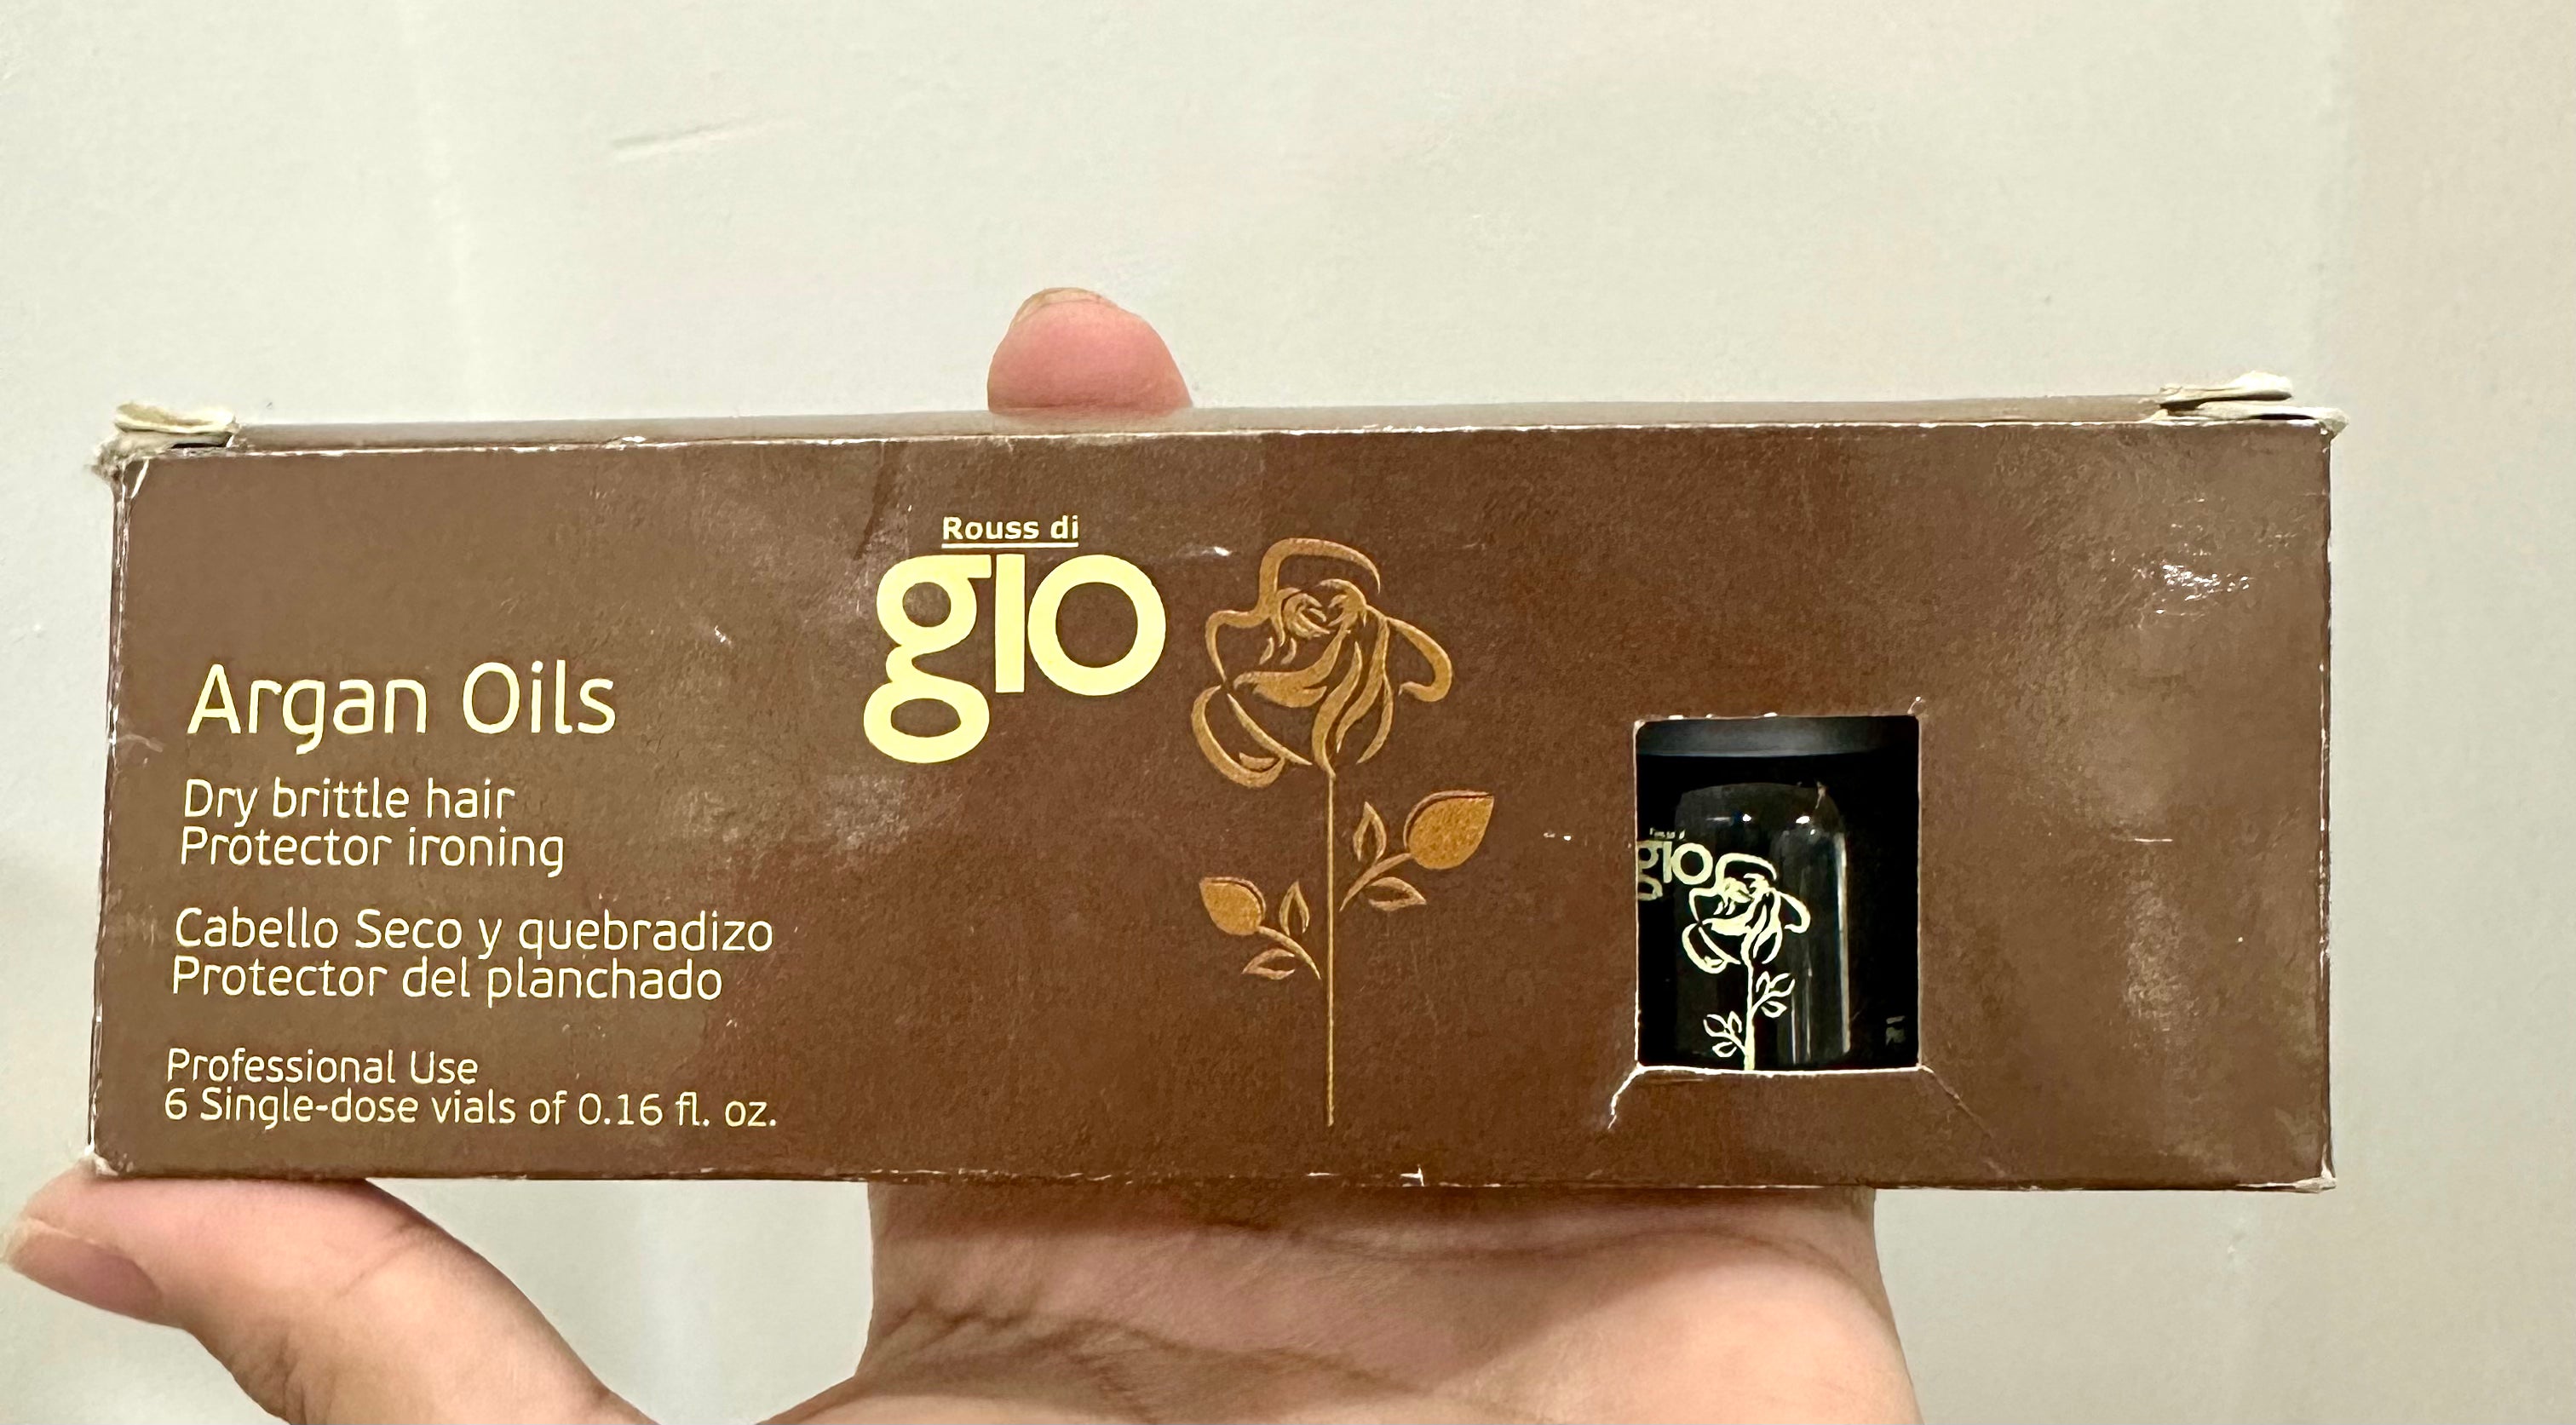 Rouss di
gio
Argan Oils
Dry brittle hair
Protector ironing
Cabello Seco y quebradizo
Protector del planchado
Professional Use
6 Single-dose vials of 0.16 fl. oz.
gio